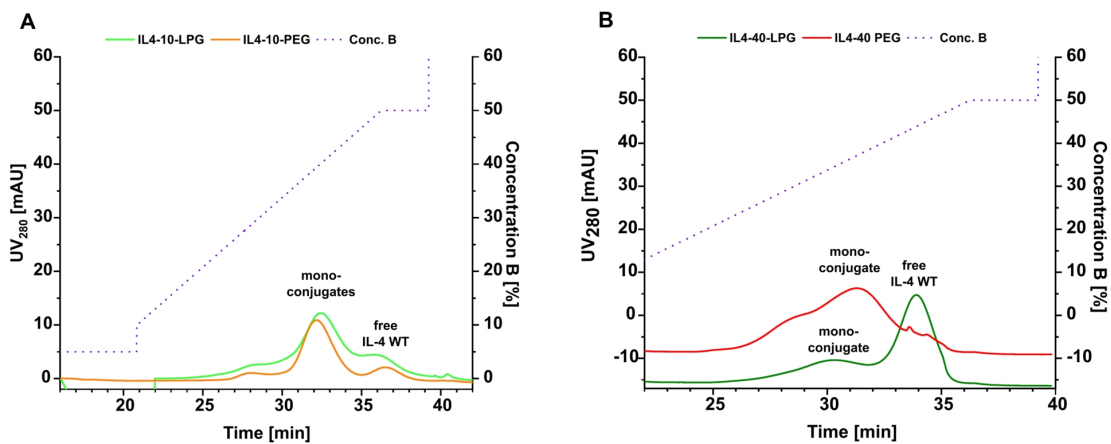 A
IL4-10-LPG
IL4-10-PEG
Conc. B
60
50
40
30
20
10
0
UV280 [mAU]
mono-
conjugates
free
IL-4 WT
60
50
40
30
20
10
0
Concentration B [%]
20
25
30
35
40
Time [min]
B
IL4-40-LPG
IL4-40 PEG
Conc. B
60
50
40
30
20
10
0
-10
UV280 [mAU]
mono-
conjugate
free
IL-4 WT
mono-
conjugate
60
50
40
30
20
10
0
-10
Concentration B [%]
25
30
35
40
Time [min]